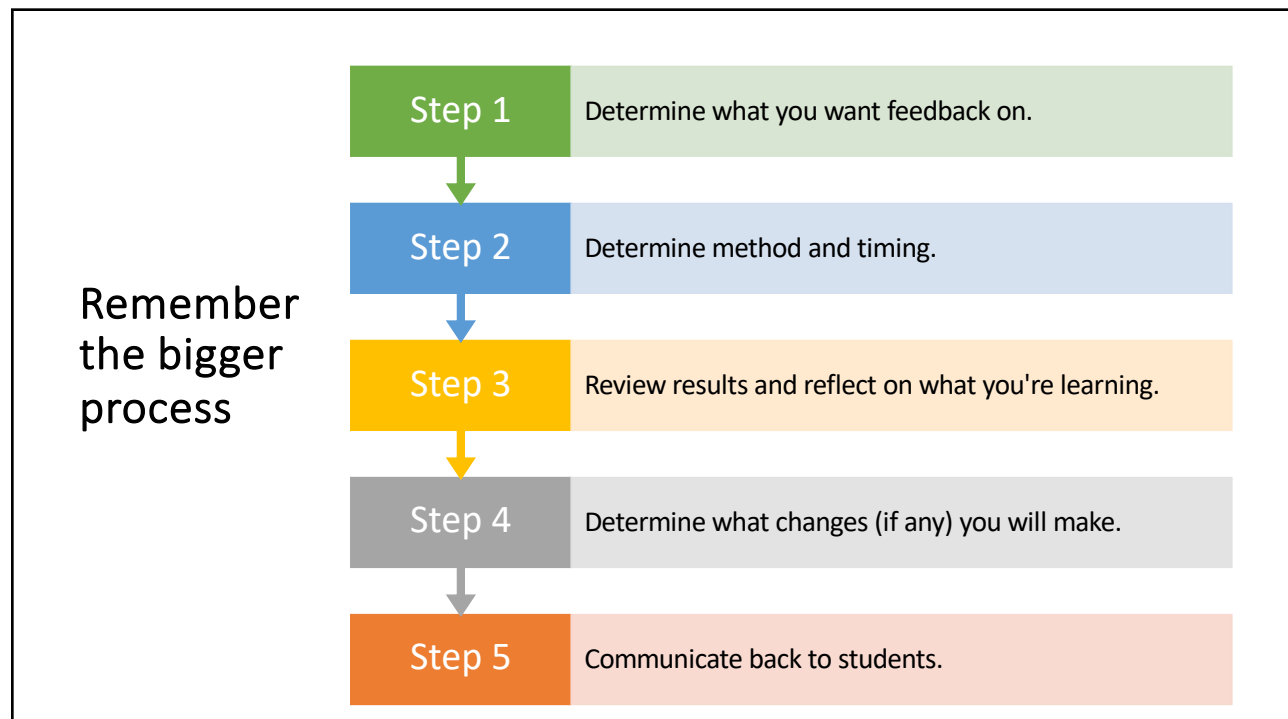 Remember
the bigger
process
Step 1
Determine what you want feedback on.
Step 2
Determine method and timing.
Step 3
Review results and reflect on what you're learning.
Step 4
Determine what changes (if any) you will make.
Step 5
Communicate back to students.